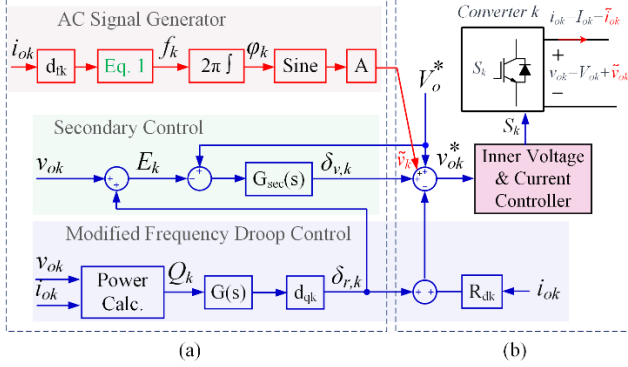 AC Signal Generator
i_ok d_fk Eq. 1 f_k 2π ∫ φ_k Sine A
V_o^*
Converter k
i_ok–I_ok–ĩ_ok
S_k
+
v_ok–V_ok+ṽ_ok
–
S_k
Secondary Control
v_ok + + E_k – + G_sec(s) δ_v,k ṽ_k + + + – v_ok^*
Inner Voltage
& Current
Controller
Modified Frequency Droop Control
v_ok
i_ok
Power
Calc.
Q_k G(s) d_qk δ_r,k + + R_dk i_ok
(a) (b)